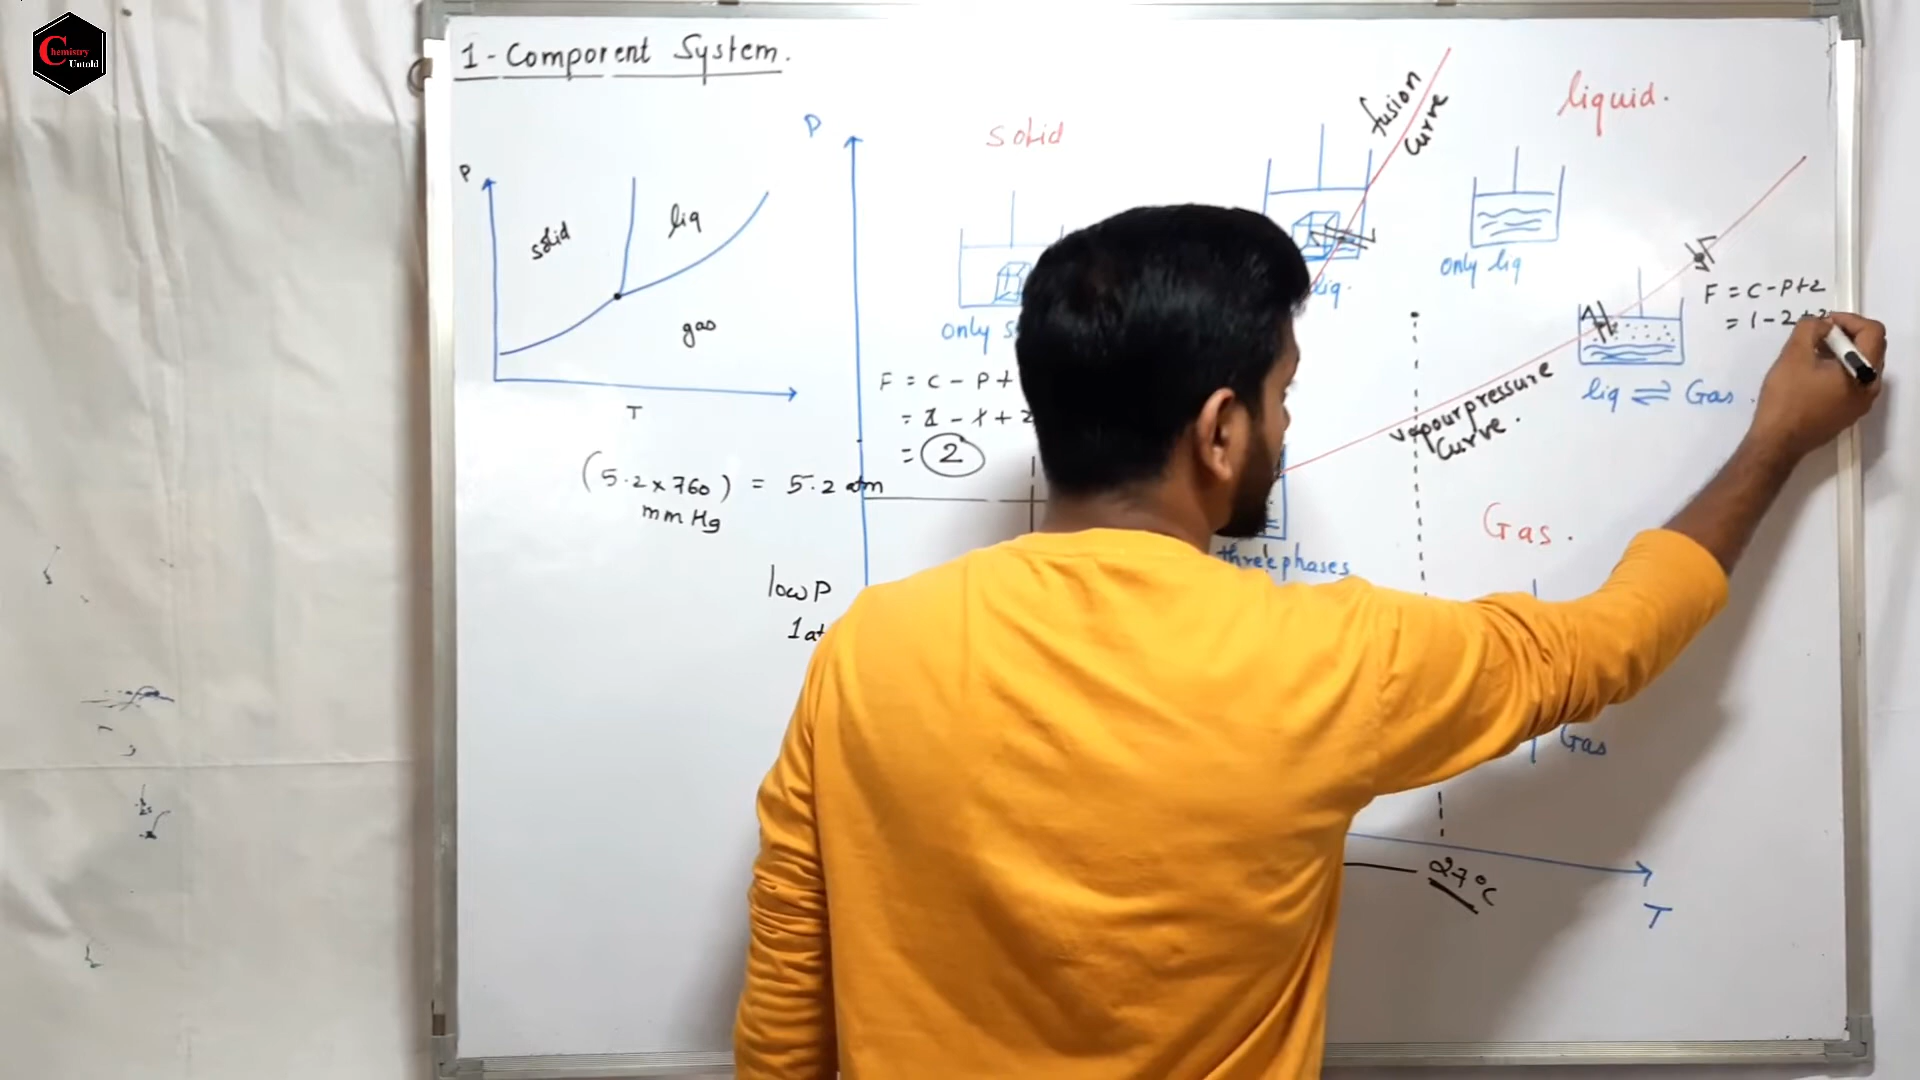 Chemistry
Untold
1 - Component System.
P
solid
liq
gas
T
(5.2 x 760) = 5.2 atm
mm Hg
low P
P
solid
only
F = C - P +
= 1 - 1 + 2
= 2
fusion
curve
liq.
liquid.
only liq
F = C - P + 2
= 1 - 2 + 2
liq ⇌ Gas.
vapour pressure
curve.
three phases
Gas.
Gas
27°C
T